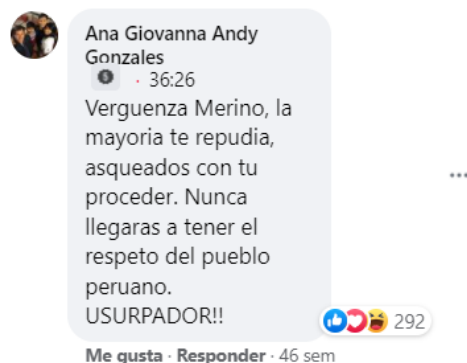 Ana Giovanna Andy
Gonzales
· 36:26
Verguenza Merino, la
mayoria te repudia,
asqueados con tu
proceder. Nunca
llegaras a tener el
respeto del pueblo
peruano.
USURPADOR!!
292
Me gusta · Responder · 46 sem